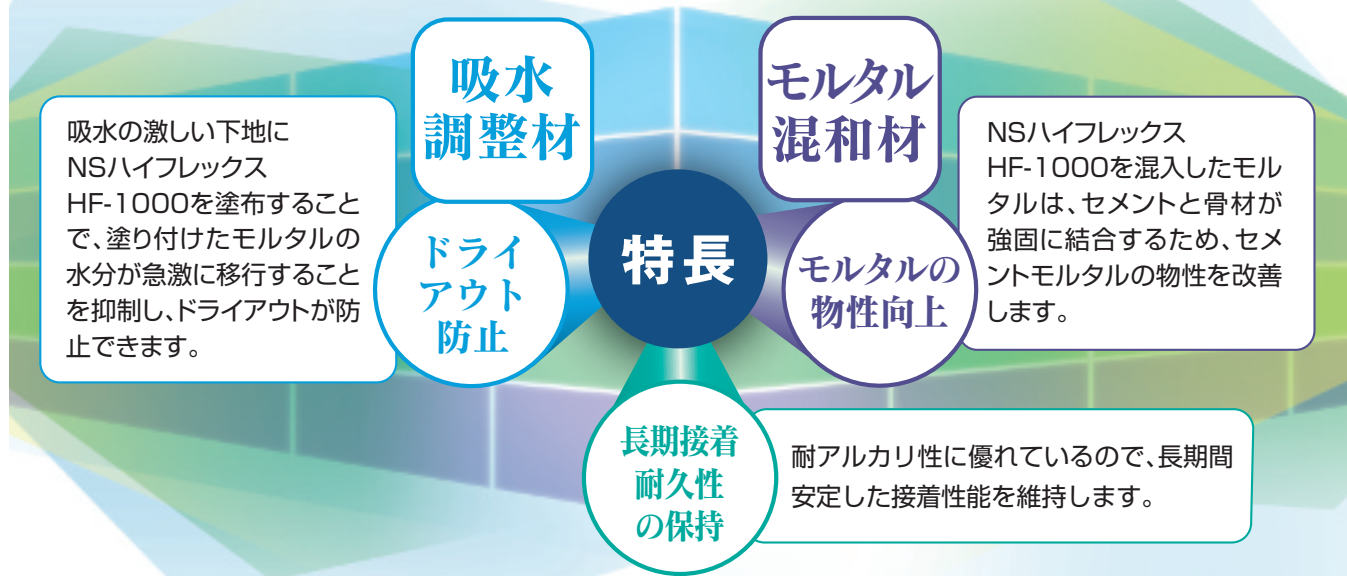 吸水
調整材
モルタル
混和材
吸水の激しい下地に
NSハイフレックス
HF-1000を塗布すること
で、塗り付けたモルタルの
水分が急激に移行すること
を抑制し、ドライアウトが防
止できます。
ドライ
アウト
防止
特長
モルタルの
物性向上
NSハイフレックス
HF-1000を混入したモル
タルは、セメントと骨材が
強固に結合するため、セメ
ントモルタルの物性を改善
します。
長期接着
耐久性
の保持
耐アルカリ性に優れているので、長期間
安定した接着性能を維持します。